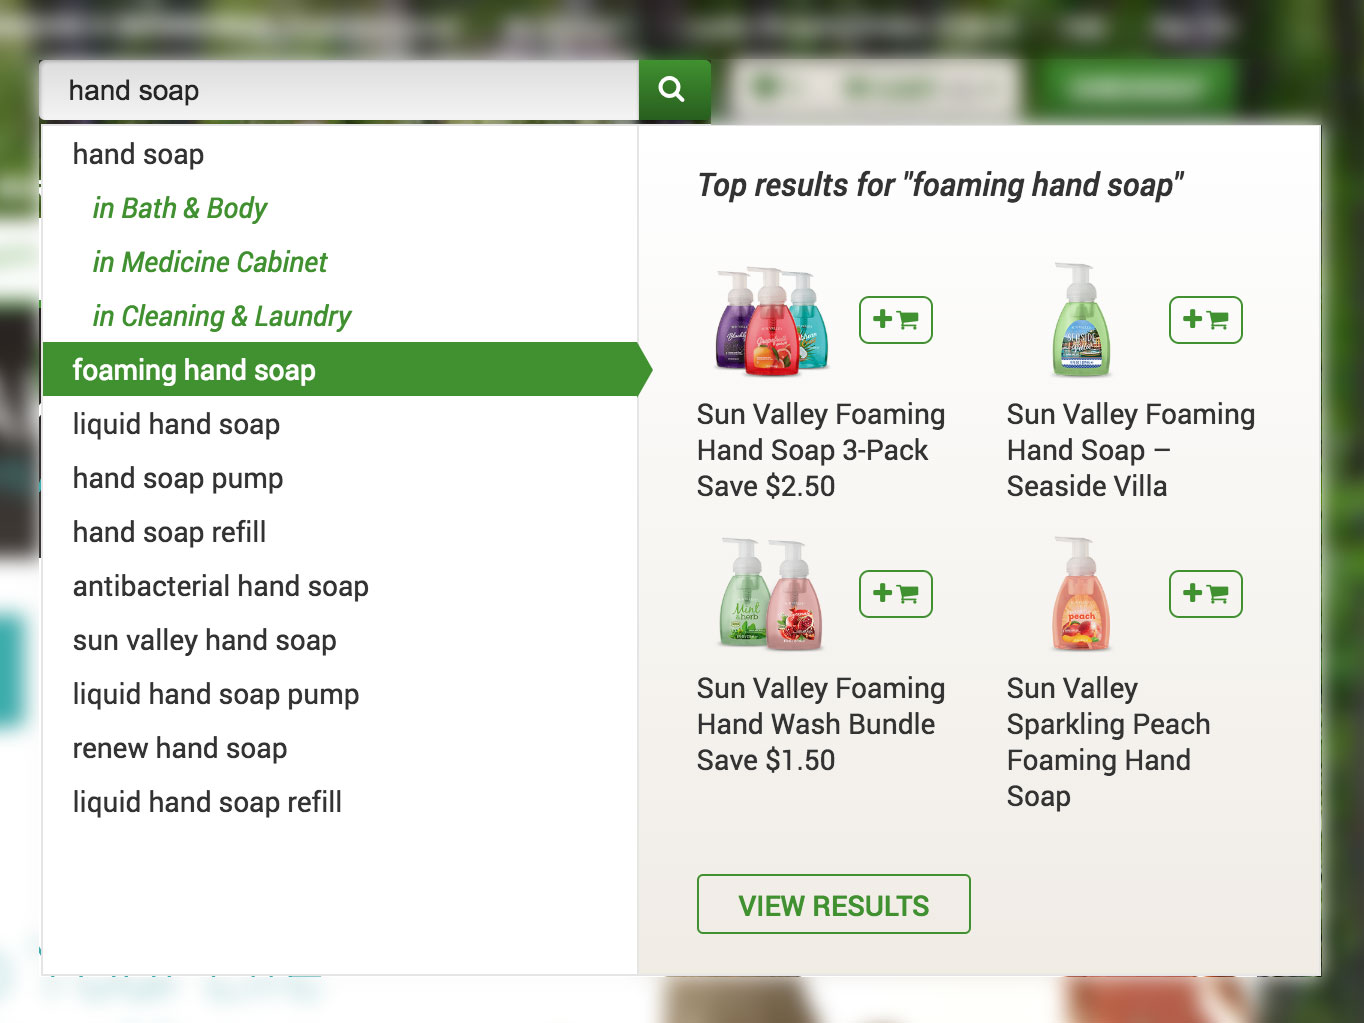 hand soap
hand soap
in Bath & Body
in Medicine Cabinet
in Cleaning & Laundry
foaming hand soap
liquid hand soap
hand soap pump
hand soap refill
antibacterial hand soap
sun valley hand soap
liquid hand soap pump
renew hand soap
liquid hand soap refill
Top results for "foaming hand soap"
Sun Valley Foaming
Hand Soap 3-Pack
Save $2.50
Sun Valley Foaming
Hand Soap –
Seaside Villa
Mint
& herb
peach
Sun Valley Foaming
Hand Wash Bundle
Save $1.50
Sun Valley
Sparkling Peach
Foaming Hand
Soap
VIEW RESULTS